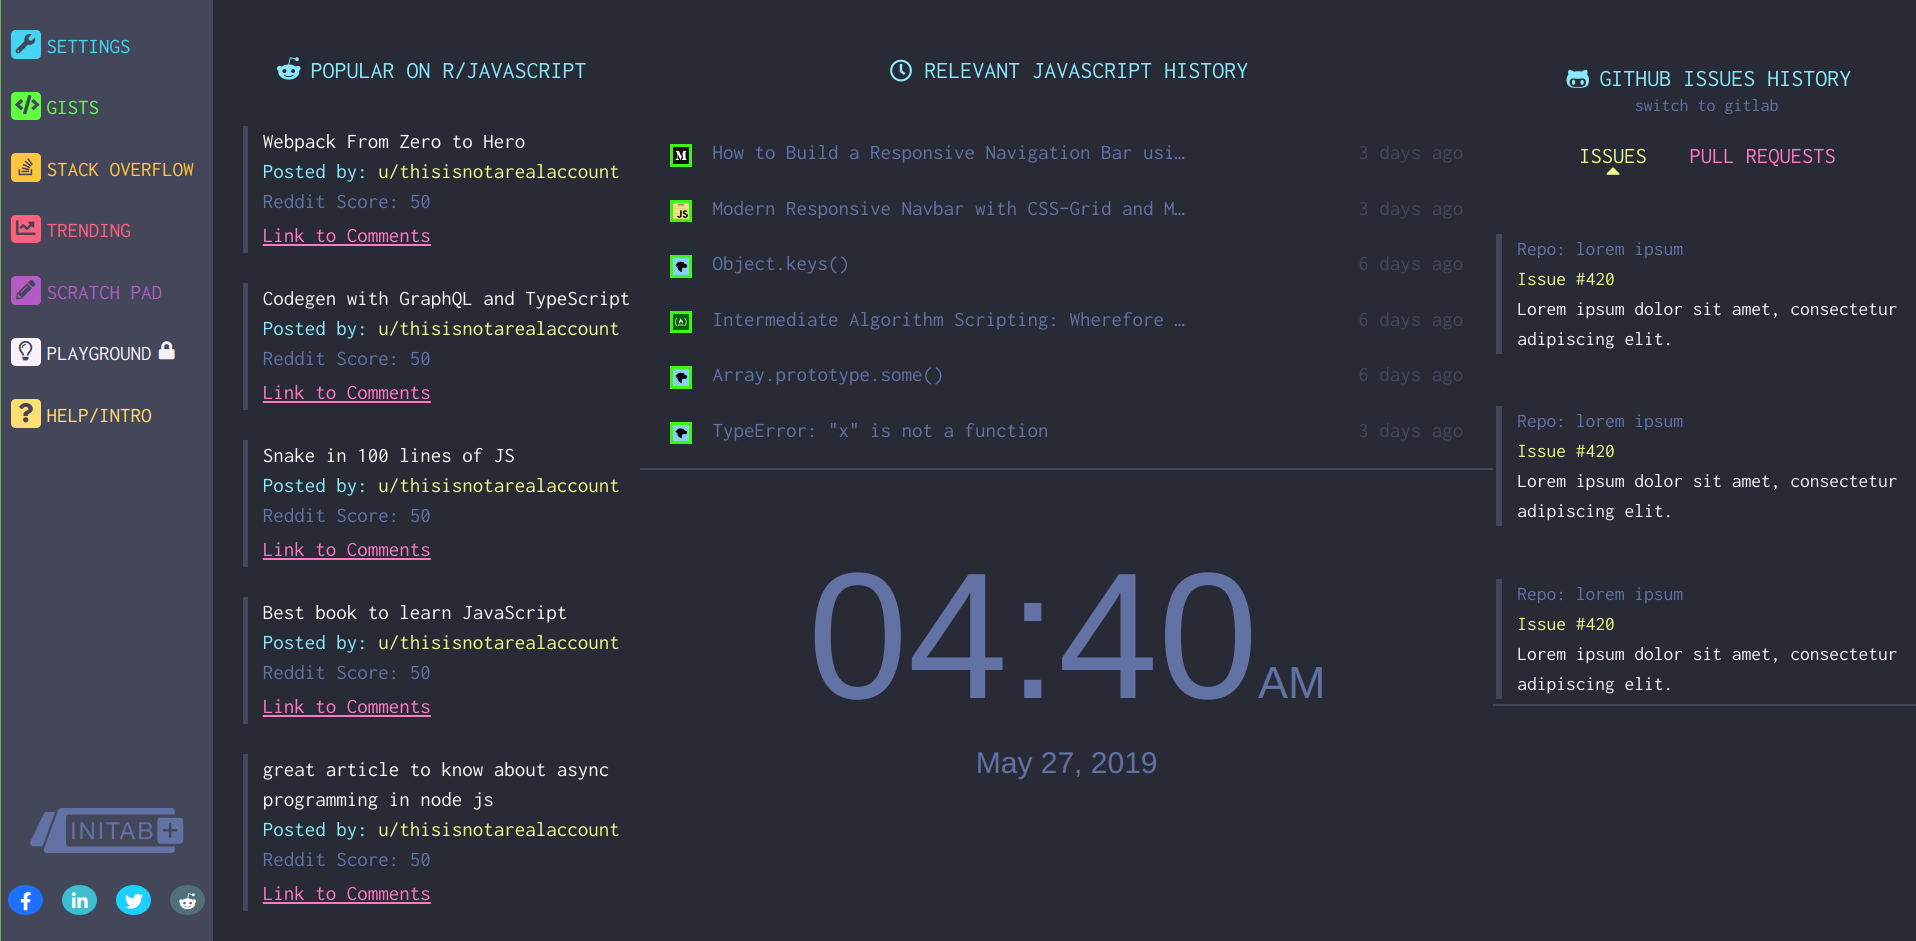 SETTINGS
GISTS
STACK OVERFLOW
TRENDING
SCRATCH PAD
PLAYGROUND
HELP/INTRO
INITAB+
POPULAR ON R/JAVASCRIPT
Webpack From Zero to Hero
Posted by: u/thisisnotarealaccount
Reddit Score: 50
Link to Comments
Codegen with GraphQL and TypeScript
Posted by: u/thisisnotarealaccount
Reddit Score: 50
Link to Comments
Snake in 100 lines of JS
Posted by: u/thisisnotarealaccount
Reddit Score: 50
Link to Comments
Best book to learn JavaScript
Posted by: u/thisisnotarealaccount
Reddit Score: 50
Link to Comments
great article to know about async
programming in node js
Posted by: u/thisisnotarealaccount
Reddit Score: 50
Link to Comments
RELEVANT JAVASCRIPT HISTORY
M How to Build a Responsive Navigation Bar usi… 3 days ago
JS Modern Responsive Navbar with CSS-Grid and M… 3 days ago
Object.keys() 6 days ago
Intermediate Algorithm Scripting: Wherefore … 6 days ago
Array.prototype.some() 6 days ago
TypeError: "x" is not a function 3 days ago
04:40 AM
May 27, 2019
GITHUB ISSUES HISTORY
switch to gitlab
ISSUES PULL REQUESTS
Repo: lorem ipsum
Issue #420
Lorem ipsum dolor sit amet, consectetur
adipiscing elit.
Repo: lorem ipsum
Issue #420
Lorem ipsum dolor sit amet, consectetur
adipiscing elit.
Repo: lorem ipsum
Issue #420
Lorem ipsum dolor sit amet, consectetur
adipiscing elit.